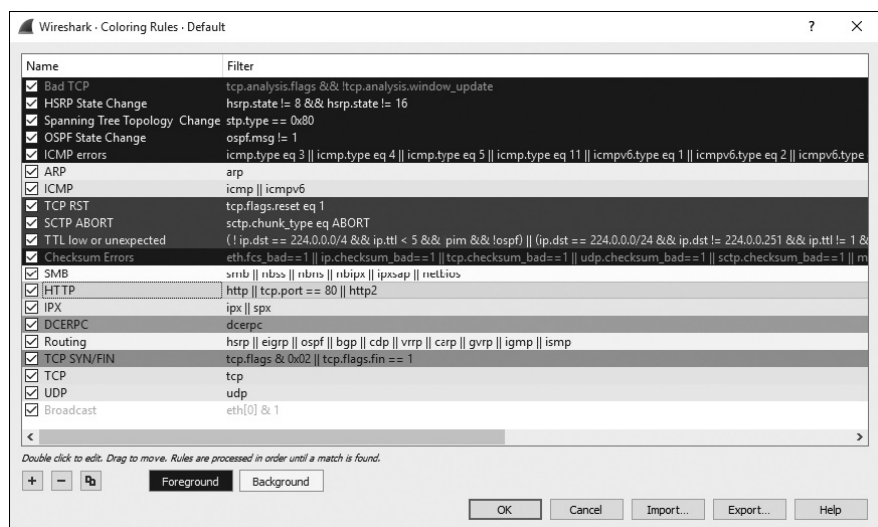 Wireshark · Coloring Rules · Default ? ×
Name Filter
Bad TCP tcp.analysis.flags && !tcp.analysis.window_update
HSRP State Change hsrp.state != 8 && hsrp.state != 16
Spanning Tree Topology Change stp.type == 0x80
OSPF State Change ospf.msg != 1
ICMP errors icmp.type eq 3 || icmp.type eq 4 || icmp.type eq 5 || icmp.type eq 11 || icmpv6.type eq 1 || icmpv6.type eq 2 || icmpv6.type
ARP arp
ICMP icmp || icmpv6
TCP RST tcp.flags.reset eq 1
SCTP ABORT sctp.chunk_type eq ABORT
TTL low or unexpected ( ! ip.dst == 224.0.0.0/4 && ip.ttl < 5 && pim && !ospf) || (ip.dst == 224.0.0.0/24 && ip.dst != 224.0.0.251 && ip.ttl != 1 &
Checksum Errors eth.fcs_bad==1 || ip.checksum_bad==1 || tcp.checksum_bad==1 || udp.checksum_bad==1 || sctp.checksum_bad==1 || m
SMB smb || nbss || nbns || nbipx || ipxsap || netbios
HTTP http || tcp.port == 80 || http2
IPX ipx || spx
DCERPC dcerpc
Routing hsrp || eigrp || ospf || bgp || cdp || vrrp || carp || gvrp || igmp || ismp
TCP SYN/FIN tcp.flags & 0x02 || tcp.flags.fin == 1
TCP tcp
UDP udp
Broadcast eth[0] & 1
Double click to edit. Drag to move. Rules are processed in order until a match is found.
+ − Foreground Background
OK Cancel Import... Export... Help